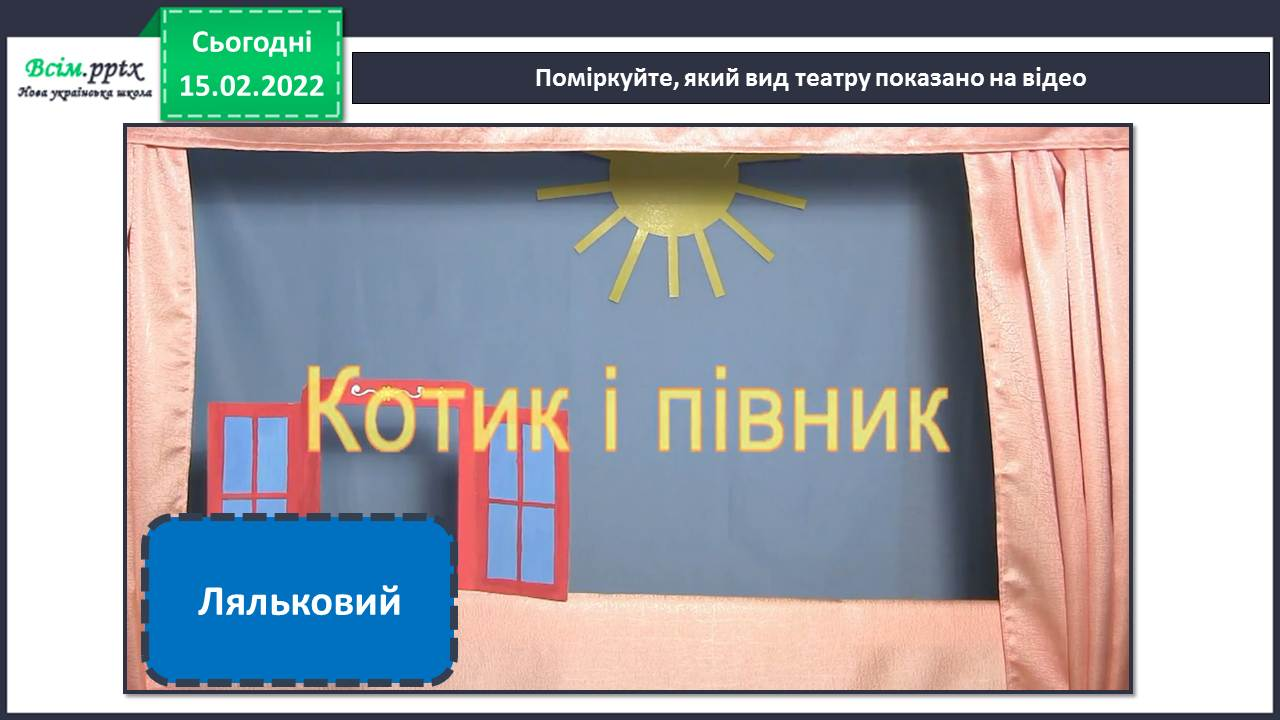 Всім.pptx
Нова українська школа
Сьогодні
15.02.2022
Поміркуйте, який вид театру показано на відео
Котик і півник
Ляльковий